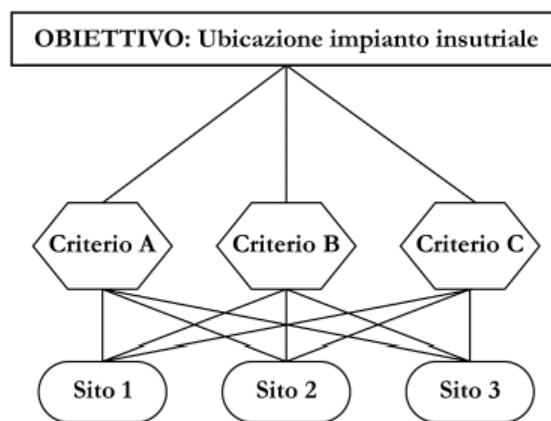 OBIETTIVO: Ubicazione impianto insutriale
Criterio A
Criterio B
Criterio C
Sito 1
Sito 2
Sito 3